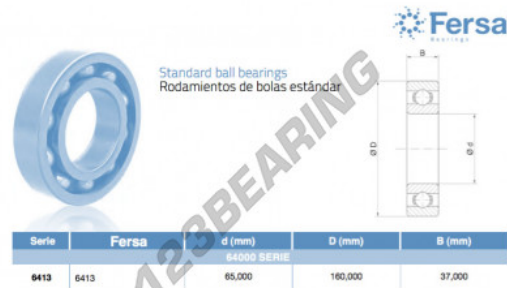 Fersa
Bearings
Standard ball bearings
Rodamientos de bolas estándar
B
Ø D
Ø d
123BEARING
Serie Fersa d (mm) D (mm) B (mm)
64000 SERIE
6413 6413 65,000 160,000 37,000